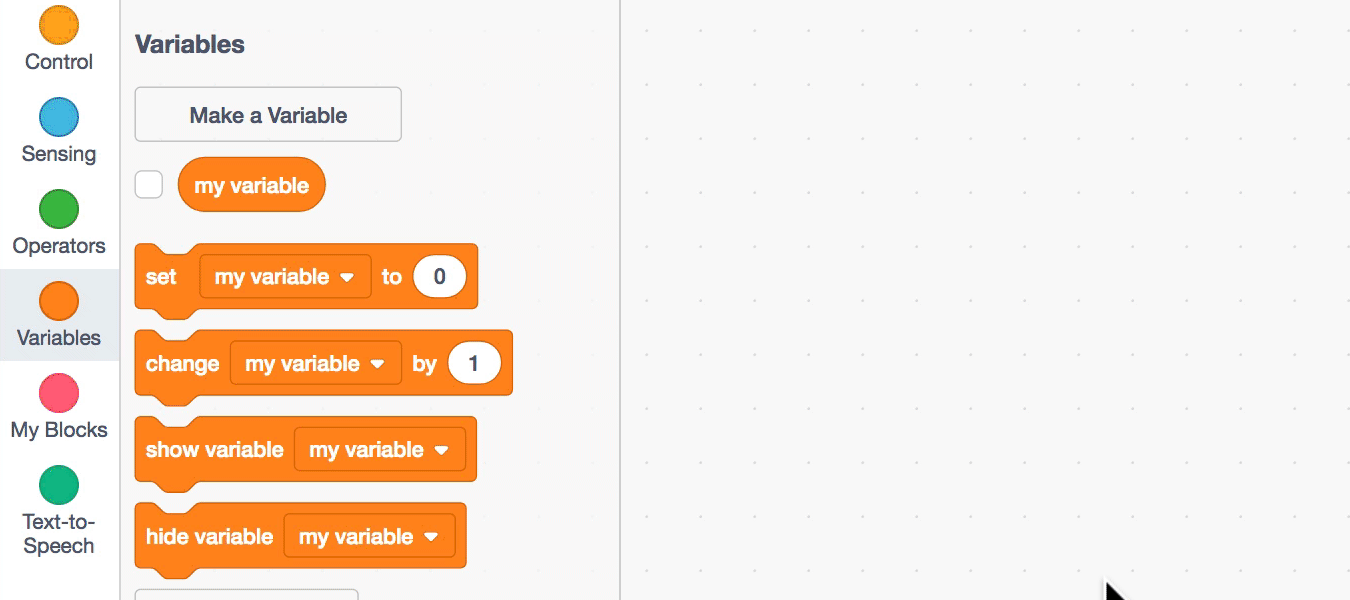 Control
Sensing
Operators
Variables
My Blocks
Text-to-
Speech
Variables
Make a Variable
my variable
set my variable to 0
change my variable by 1
show variable my variable
hide variable my variable